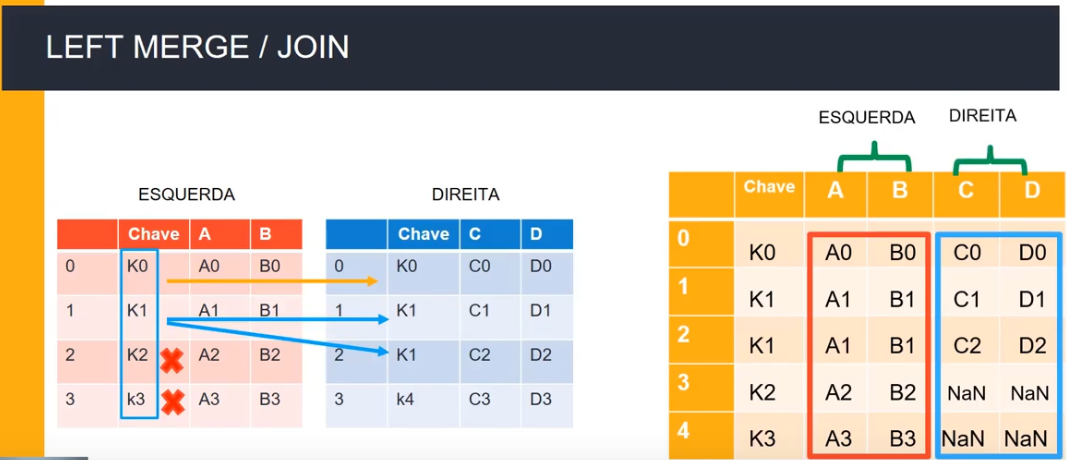 LEFT MERGE / JOIN
ESQUERDA
DIREITA
Chave A B
0 K0 A0 B0
1 K1 A1 B1
2 K2 A2 B2
3 k3 A3 B3
Chave C D
0 K0 C0 D0
1 K1 C1 D1
2 K1 C2 D2
3 k4 C3 D3
ESQUERDA DIREITA
Chave A B C D
0 K0 A0 B0 C0 D0
1 K1 A1 B1 C1 D1
2 K1 A1 B1 C2 D2
3 K2 A2 B2 NaN NaN
4 K3 A3 B3 NaN NaN